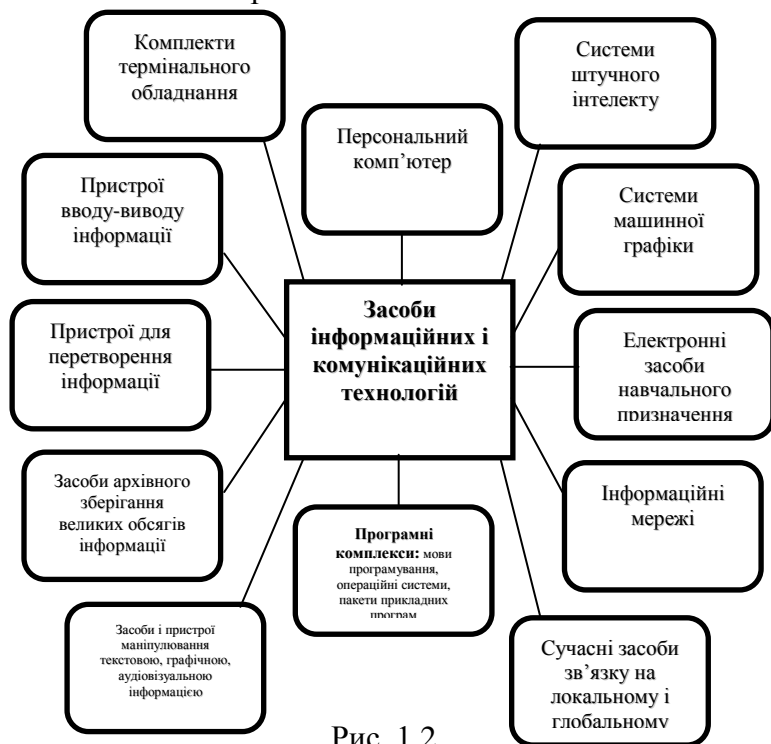 Комплекти
термінального
обладнання
Системи
штучного
інтелекту
Персональний
комп’ютер
Пристрої
вводу-виводу
інформації
Системи
машинної
графіки
Засоби
інформаційних і
комунікаційних
технологій
Пристрої для
перетворення
інформації
Електронні
засоби
навчального
призначення
Засоби архівного
зберігання
великих обсягів
інформації
Інформаційні
мережі
Програмні
комплекси: мови
програмування,
операційні системи,
пакети прикладних
програм
Засоби і пристрої
маніпулювання
текстовою, графічною,
аудіовізуальною
інформацією
Сучасні засоби
зв’язку на
локальному і
глобальному
Рис. 1.2